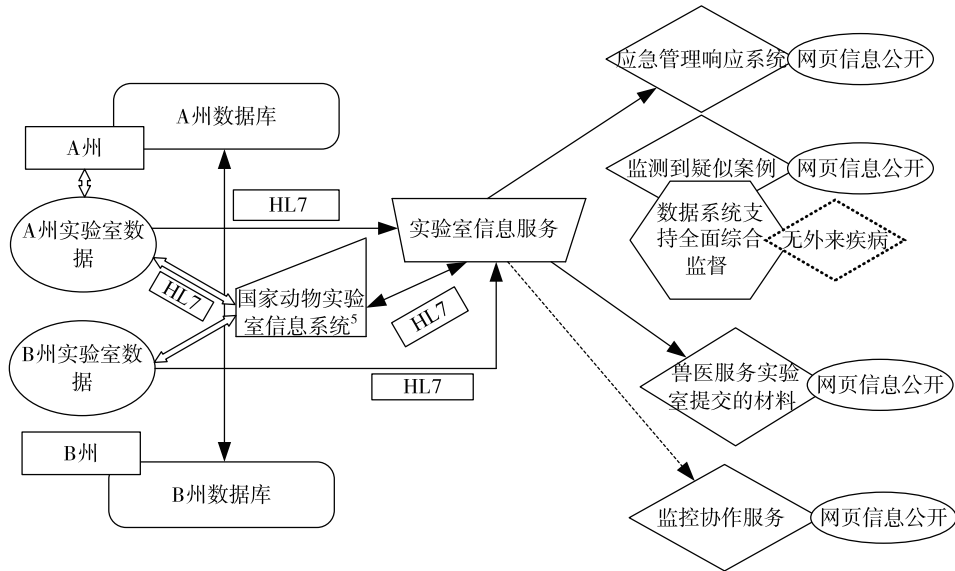 应急管理响应系统
网页信息公开
A州数据库
A州
监测到疑似案例
网页信息公开
HL7
数据系统支
持全面综合
监督
无外来疾病
A州实验室数
据
实验室信息服务
HL7
国家动物实验
室信息系统5
HL7
B州实验室数
据
HL7
兽医服务实验
室提交的材料
网页信息公开
B州
B州数据库
监控协作服务
网页信息公开